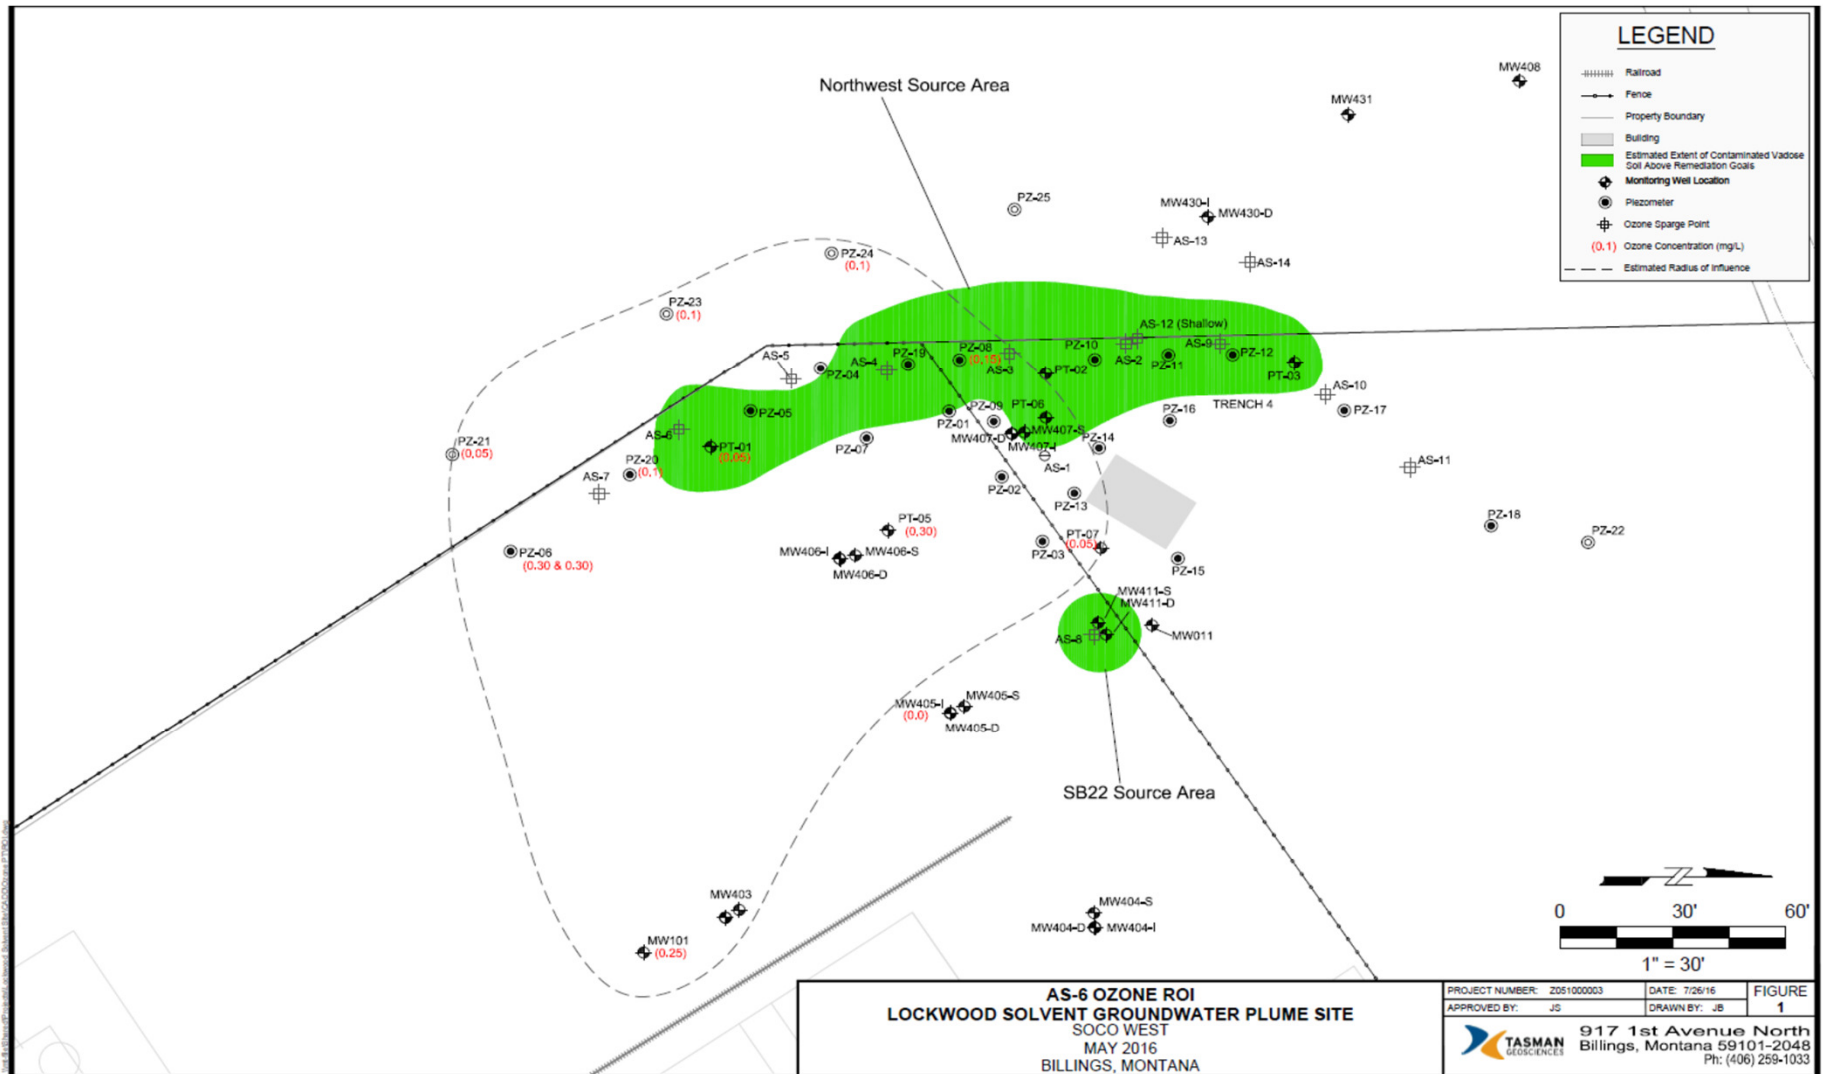 LEGEND
Railroad
Fence
Property Boundary
Building
Estimated Extent of Contaminated Vadose
Soil Above Remediation Goals
Monitoring Well Location
Piezometer
Ozone Sparge Point
(0.1) Ozone Concentration (mg/L)
Estimated Radius of Influence
MW408
MW431
Northwest Source Area
PZ-25
MW430-I
MW430-D
AS-13
AS-14
PZ-24
(0.1)
PZ-23
(0.1)
AS-12 (Shallow)
AS-5
PZ-04
AS-4
PZ-19
PZ-08
(0.15)
AS-3
PT-02
PZ-10
AS-2
PZ-11
AS-9
PZ-12
PT-03
AS-10
PZ-17
TRENCH 4
PZ-16
PZ-05
AS-6
PT-01
(0.05)
PZ-07
PZ-01
PZ-09
PT-06
MW407-S
MW407-D
MW407-I
AS-1
PZ-14
PZ-21
(0.05)
PZ-20
(0.1)
AS-7
PZ-02
PZ-13
AS-11
PZ-18
PZ-22
PT-05
(0.30)
PZ-06
(0.30 & 0.30)
MW406-I
MW406-S
MW406-D
PZ-03
PT-07
(0.05)
PZ-15
MW411-S
MW411-D
AS-8
MW011
MW405-I
(0.0)
MW405-S
MW405-D
SB22 Source Area
MW403
MW101
(0.25)
MW404-S
MW404-D
MW404-I
0 30' 60'
1" = 30'
AS-6 OZONE ROI
LOCKWOOD SOLVENT GROUNDWATER PLUME SITE
SOCO WEST
MAY 2016
BILLINGS, MONTANA
PROJECT NUMBER: Z051000003
DATE: 7/26/16
FIGURE
1
APPROVED BY: JS
DRAWN BY: JB
TASMAN
GEOSCIENCES
917 1st Avenue North
Billings, Montana 59101-2048
Ph: (406) 259-1033